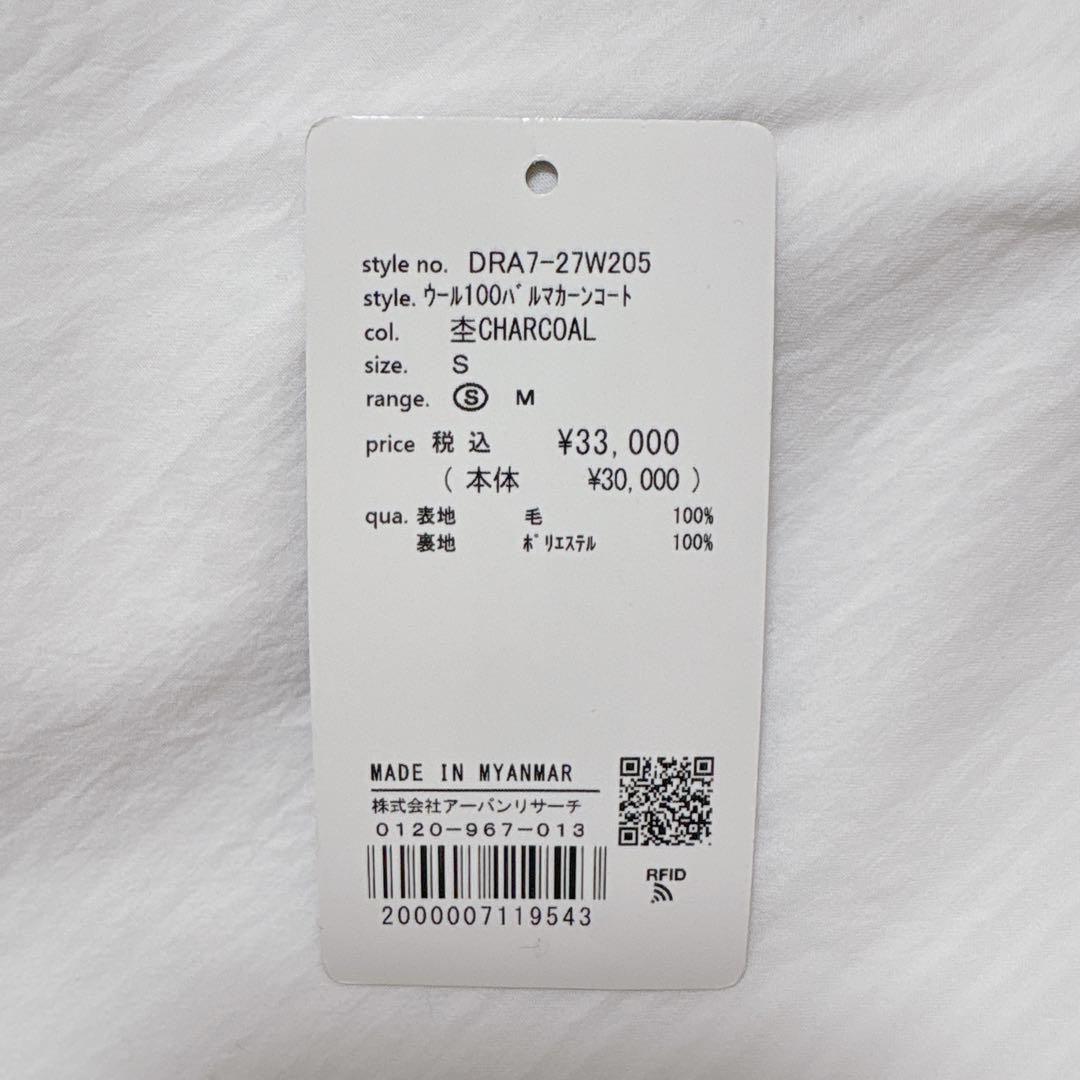 style no. DRA7-27W205
style. ｳｰﾙ100ﾊﾞﾙﾏｶｰﾝｺｰﾄ
col. 杢CHARCOAL
size. S
range. Ⓢ M
price 税込 ¥33,000
( 本体 ¥30,000 )
qua. 表地 毛 100%
裏地 ﾎﾟﾘｴｽﾃﾙ 100%
MADE IN MYANMAR
株式会社アーバンリサーチ
0120-967-013
RFID
2000007119543